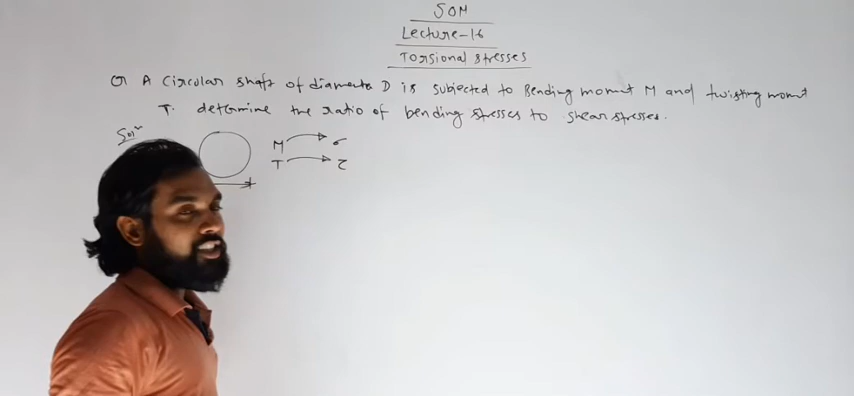 SOM
Lecture-16
Torsional stresses
Q A Circular shaft of diameter D is subjected to Bending moment M and twisting moment
T. determine the ratio of bending stresses to shear stresses.
Sol
M → σ
T → τ